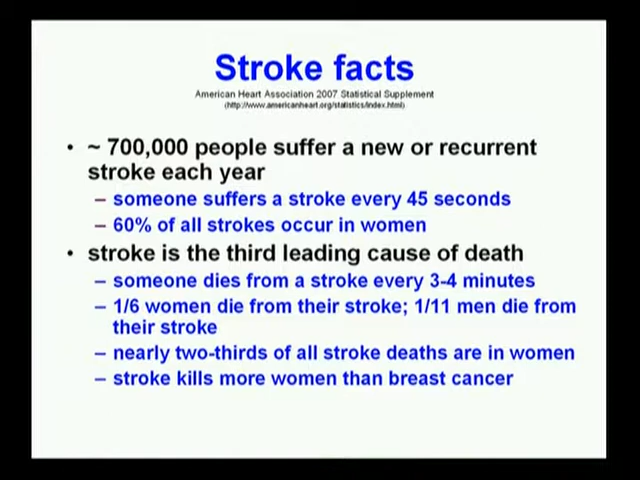 Stroke facts
American Heart Association 2007 Statistical Supplement
(http://www.americanheart.org/statistics/index.html)
• ~ 700,000 people suffer a new or recurrent
stroke each year
– someone suffers a stroke every 45 seconds
– 60% of all strokes occur in women
• stroke is the third leading cause of death
– someone dies from a stroke every 3-4 minutes
– 1/6 women die from their stroke; 1/11 men die from
their stroke
– nearly two-thirds of all stroke deaths are in women
– stroke kills more women than breast cancer